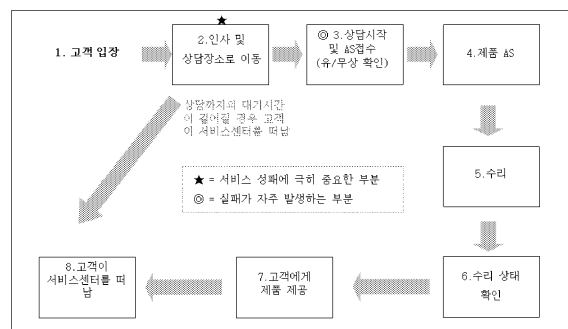 ★
1. 고객 입장
2.인사 및
상담장소로 이동
◎ 3.상담시작
및 AS접수
(유/무상 확인)
4.제품 AS
상담까지의 대기시간
이 길어질 경우 고객
이 서비스센터를 떠남
5.수리
★ = 서비스 성패에 극히 중요한 부분
◎ = 실패가 자주 발생하는 부분
8.고객이
서비스센터를 떠
남
7.고객에게
제품 제공
6.수리 상태
확인